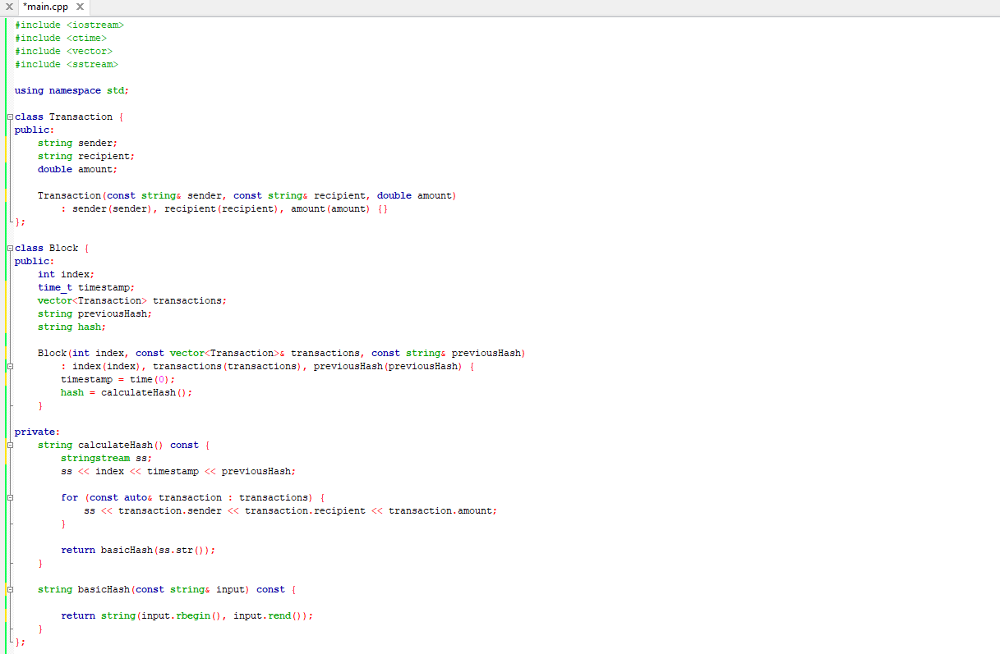 *main.cpp
#include <iostream>
#include <ctime>
#include <vector>
#include <sstream>
using namespace std;
class Transaction {
public:
    string sender;
    string recipient;
    double amount;
    Transaction(const string& sender, const string& recipient, double amount)
        : sender(sender), recipient(recipient), amount(amount) {}
};
class Block {
public:
    int index;
    time_t timestamp;
    vector<Transaction> transactions;
    string previousHash;
    string hash;
    Block(int index, const vector<Transaction>& transactions, const string& previousHash)
        : index(index), transactions(transactions), previousHash(previousHash) {
        timestamp = time(0);
        hash = calculateHash();
    }
private:
    string calculateHash() const {
        stringstream ss;
        ss << index << timestamp << previousHash;
        for (const auto& transaction : transactions) {
            ss << transaction.sender << transaction.recipient << transaction.amount;
        }
        return basicHash(ss.str());
    }
    string basicHash(const string& input) const {
        return string(input.rbegin(), input.rend());
    }
};